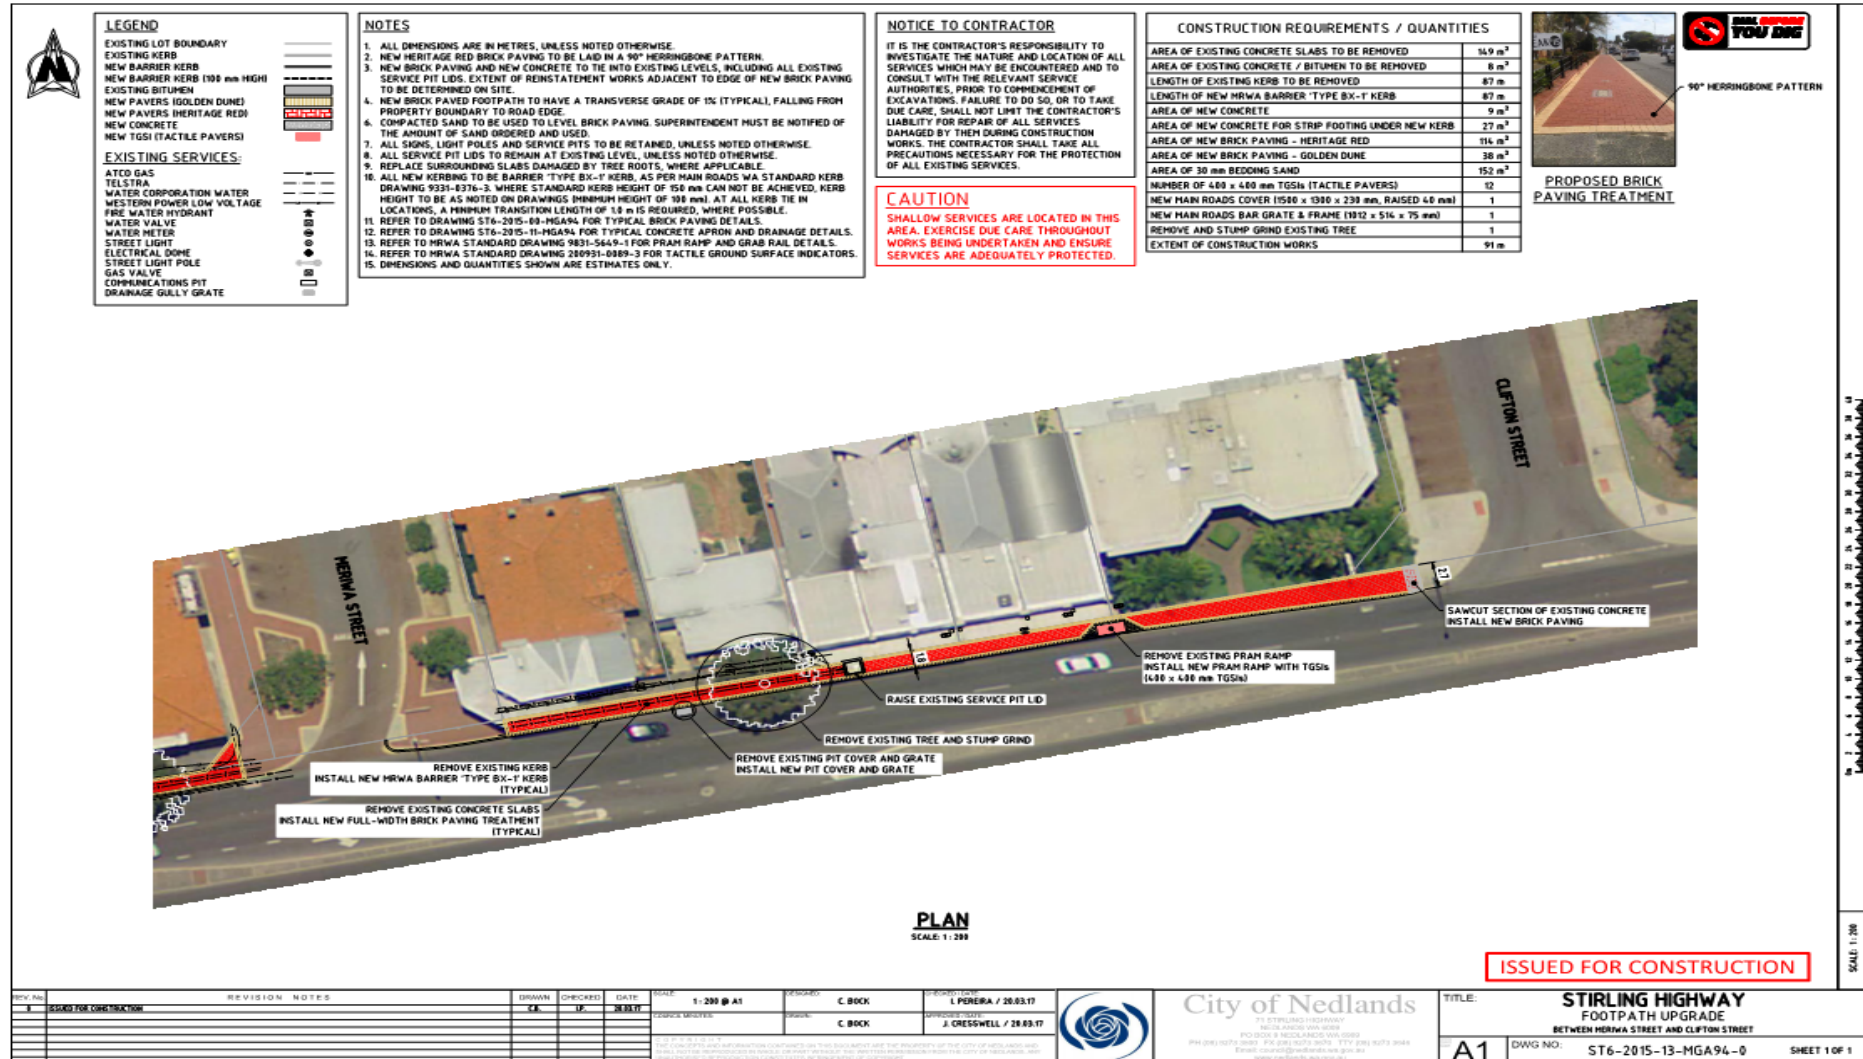 LEGEND
EXISTING LOT BOUNDARY
EXISTING KERB
NEW BARRIER KERB
NEW BARRIER KERB (100 mm HIGH)
EXISTING BITUMEN
NEW PAVERS (GOLDEN DUNE)
NEW PAVERS (HERITAGE RED)
NEW CONCRETE
NEW TGSI (TACTILE PAVERS)
EXISTING SERVICES:
ATCO GAS
TELSTRA
WATER CORPORATION WATER
WESTERN POWER LOW VOLTAGE
FIRE WATER HYDRANT
WATER VALVE
WATER METER
STREET LIGHT
ELECTRICAL DOME
STREET LIGHT POLE
GAS VALVE
COMMUNICATIONS PIT
DRAINAGE GULLY GRATE
NOTES
1. ALL DIMENSIONS ARE IN METRES, UNLESS NOTED OTHERWISE.
2. NEW HERITAGE RED BRICK PAVING TO BE LAID IN A 90° HERRINGBONE PATTERN.
3. NEW BRICK PAVING AND NEW CONCRETE TO TIE INTO EXISTING LEVELS, INCLUDING ALL EXISTING
SERVICE PIT LIDS. EXTENT OF REINSTATEMENT WORKS ADJACENT TO EDGE OF NEW BRICK PAVING
TO BE DETERMINED ON SITE.
4. NEW BRICK PAVED FOOTPATH TO HAVE A TRANSVERSE GRADE OF 1% (TYPICAL), FALLING FROM
PROPERTY BOUNDARY TO ROAD EDGE.
6. COMPACTED SAND TO BE USED TO LEVEL BRICK PAVING. SUPERINTENDENT MUST BE NOTIFIED OF
THE AMOUNT OF SAND ORDERED AND USED.
7. ALL SIGNS, LIGHT POLES AND SERVICE PITS TO BE RETAINED, UNLESS NOTED OTHERWISE.
8. ALL SERVICE PIT LIDS TO REMAIN AT EXISTING LEVEL, UNLESS NOTED OTHERWISE.
9. REPLACE SURROUNDING SLABS DAMAGED BY TREE ROOTS, WHERE APPLICABLE.
10. ALL NEW KERBING TO BE BARRIER 'TYPE BX-1' KERB, AS PER MAIN ROADS WA STANDARD KERB
DRAWING 9331-0376-3. WHERE STANDARD KERB HEIGHT OF 150 mm CAN NOT BE ACHIEVED, KERB
HEIGHT TO BE AS NOTED ON DRAWINGS (MINIMUM HEIGHT OF 100 mm). AT ALL KERB TIE IN
LOCATIONS, A MINIMUM TRANSITION LENGTH OF 1.0 m IS REQUIRED, WHERE POSSIBLE.
11. REFER TO DRAWING ST6-2015-00-MGA94 FOR TYPICAL BRICK PAVING DETAILS.
12. REFER TO DRAWING ST6-2015-11-MGA94 FOR TYPICAL CONCRETE APRON AND DRAINAGE DETAILS.
13. REFER TO MRWA STANDARD DRAWING 9831-5649-1 FOR PRAM RAMP AND GRAB RAIL DETAILS.
14. REFER TO MRWA STANDARD DRAWING 200931-0089-3 FOR TACTILE GROUND SURFACE INDICATORS.
15. DIMENSIONS AND QUANTITIES SHOWN ARE ESTIMATES ONLY.
NOTICE TO CONTRACTOR
IT IS THE CONTRACTOR'S RESPONSIBILITY TO
INVESTIGATE THE NATURE AND LOCATION OF ALL
SERVICES WHICH MAY BE ENCOUNTERED AND TO
CONSULT WITH THE RELEVANT SERVICE
AUTHORITIES, PRIOR TO COMMENCEMENT OF
EXCAVATIONS. FAILURE TO DO SO, OR TO TAKE
DUE CARE, SHALL NOT LIMIT THE CONTRACTOR'S
LIABILITY FOR REPAIR OF ALL SERVICES
DAMAGED BY THEM DURING CONSTRUCTION
WORKS. THE CONTRACTOR SHALL TAKE ALL
PRECAUTIONS NECESSARY FOR THE PROTECTION
OF ALL EXISTING SERVICES.
CAUTION
SHALLOW SERVICES ARE LOCATED IN THIS
AREA. EXERCISE DUE CARE THROUGHOUT
WORKS BEING UNDERTAKEN AND ENSURE
SERVICES ARE ADEQUATELY PROTECTED.
CONSTRUCTION REQUIREMENTS / QUANTITIES
AREA OF EXISTING CONCRETE SLABS TO BE REMOVED 149 m²
AREA OF EXISTING CONCRETE / BITUMEN TO BE REMOVED 8 m²
LENGTH OF EXISTING KERB TO BE REMOVED 87 m
LENGTH OF NEW MRWA BARRIER 'TYPE BX-1' KERB 87 m
AREA OF NEW CONCRETE 9 m²
AREA OF NEW CONCRETE FOR STRIP FOOTING UNDER NEW KERB 27 m²
AREA OF NEW BRICK PAVING - HERITAGE RED 114 m²
AREA OF NEW BRICK PAVING - GOLDEN DUNE 38 m²
AREA OF 30 mm BEDDING SAND 152 m²
NUMBER OF 400 x 400 mm TGSIs (TACTILE PAVERS) 12
NEW MAIN ROADS COVER (1500 x 1300 x 230 mm, RAISED 40 mm) 1
NEW MAIN ROADS BAR GRATE & FRAME (1012 x 514 x 75 mm) 1
REMOVE AND STUMP GRIND EXISTING TREE 1
EXTENT OF CONSTRUCTION WORKS 91 m
PROPOSED BRICK
PAVING TREATMENT
DIAL BEFORE
YOU DIG
90° HERRINGBONE PATTERN
MERIWA STREET
CLIFTON STREET
2.7
1.8
SAWCUT SECTION OF EXISTING CONCRETE
INSTALL NEW BRICK PAVING
REMOVE EXISTING PRAM RAMP
INSTALL NEW PRAM RAMP WITH TGSIs
(400 x 400 mm TGSIs)
RAISE EXISTING SERVICE PIT LID
REMOVE EXISTING TREE AND STUMP GRIND
REMOVE EXISTING PIT COVER AND GRATE
INSTALL NEW PIT COVER AND GRATE
REMOVE EXISTING KERB
INSTALL NEW MRWA BARRIER 'TYPE BX-1' KERB
(TYPICAL)
REMOVE EXISTING CONCRETE SLABS
INSTALL NEW FULL-WIDTH BRICK PAVING TREATMENT
(TYPICAL)
PLAN
SCALE: 1 : 200
ISSUED FOR CONSTRUCTION
SCALE: 1 : 200
REV. No. REVISION NOTES DRAWN CHECKED DATE
0 ISSUED FOR CONSTRUCTION C.B. I.P. 20.03.17
SCALE: 1 : 200 @ A1
DESIGNED: C. BOCK
I. PEREIRA / 20.03.17
DRAWN: C. BOCK
J. CRESSWELL / 20.03.17
City of Nedlands
71 STIRLING HIGHWAY
NEDLANDS WA 6009
TITLE:
STIRLING HIGHWAY
FOOTPATH UPGRADE
BETWEEN MERIWA STREET AND CLIFTON STREET
A1
DWG NO: ST6-2015-13-MGA94-0 SHEET 1 OF 1